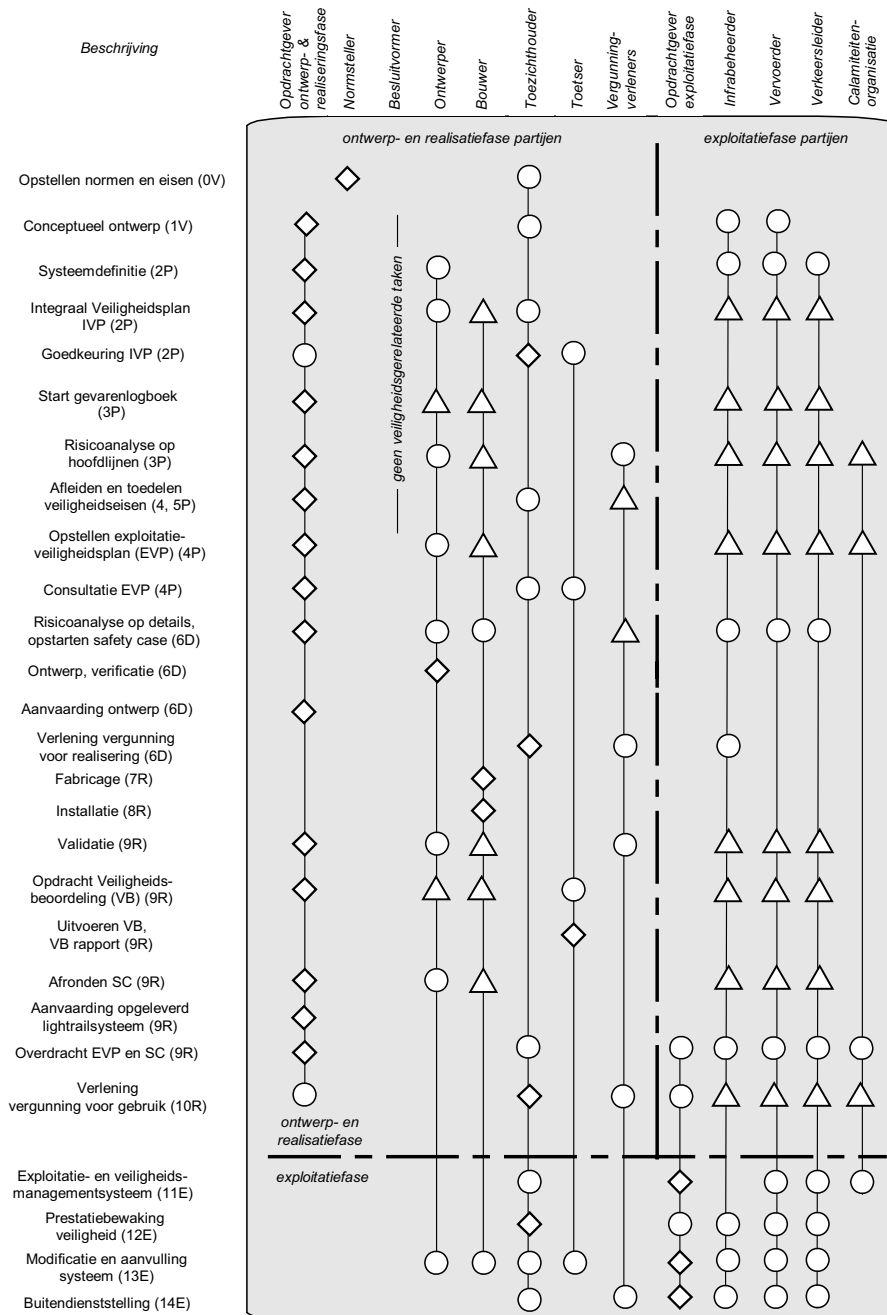 Beschrijving
Opdrachtgever
ontwerp- &
realiseringsfase
Normsteller
Besluitvormer
Ontwerper
Bouwer
Toezichthouder
Toetser
Vergunning-
verleners
Opdrachtgever
exploitatiefase
Infrabeheerder
Vervoerder
Verkeersleider
Calamiteiten-
organisatie
ontwerp- en realisatiefase partijen
exploitatiefase partijen
geen veiligheidsgerelateerde taken
Opstellen normen en eisen (0V)
Conceptueel ontwerp (1V)
Systeemdefinitie (2P)
Integraal Veiligheidsplan
IVP (2P)
Goedkeuring IVP (2P)
Start gevarenlogboek
(3P)
Risicoanalyse op
hoofdlijnen (3P)
Afleiden en toedelen
veiligheidseisen (4, 5P)
Opstellen exploitatie-
veiligheidsplan (EVP) (4P)
Consultatie EVP (4P)
Risicoanalyse op details,
opstarten safety case (6D)
Ontwerp, verificatie (6D)
Aanvaarding ontwerp (6D)
Verlening vergunning
voor realisering (6D)
Fabricage (7R)
Installatie (8R)
Validatie (9R)
Opdracht Veiligheids-
beoordeling (VB) (9R)
Uitvoeren VB,
VB rapport (9R)
Afronden SC (9R)
Aanvaarding opgeleverd
lightrailsysteem (9R)
Overdracht EVP en SC (9R)
Verlening
vergunning voor gebruik (10R)
ontwerp- en
realisatiefase
exploitatiefase
Exploitatie- en veiligheids-
managementsysteem (11E)
Prestatiebewaking
veiligheid (12E)
Modificatie en aanvulling
systeem (13E)
Buitendienststelling (14E)